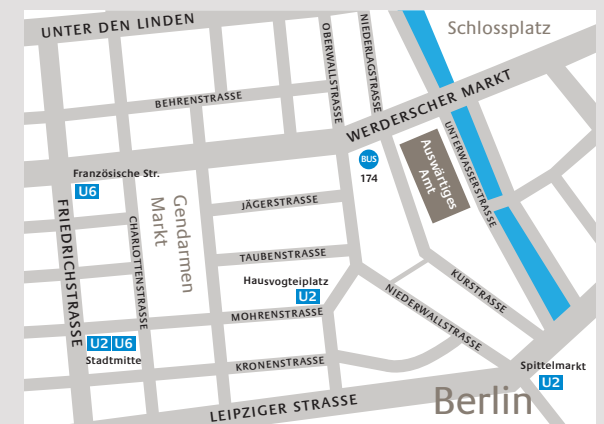 UNTER DEN LINDEN
OBERWALLSTRASSE
NIEDERLAGSTRASSE
Schlossplatz
BEHRENSTRASSE
WERDERSCHER MARKT
UNTERWASSERSTRASSE
BUS
174
Auswärtiges
Amt
Französische Str.
U6
FRIEDRICHSTRASSE
CHARLOTTENSTRASSE
Gendarmen
Markt
JÄGERSTRASSE
TAUBENSTRASSE
Hausvogteiplatz
U2
MOHRENSTRASSE
NIEDERWALLSTRASSE
KURSTRASSE
U2 U6
Stadtmitte
KRONENSTRASSE
Spittelmarkt
U2
LEIPZIGER STRASSE
Berlin